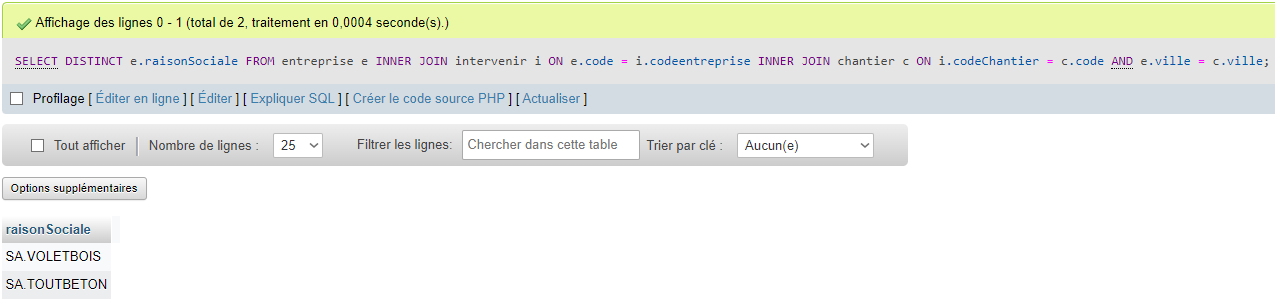 Affichage des lignes 0 - 1 (total de 2, traitement en 0,0004 seconde(s).)
SELECT DISTINCT e.raisonSociale FROM entreprise e INNER JOIN intervenir i ON e.code = i.codeentreprise INNER JOIN chantier c ON i.codeChantier = c.code AND e.ville = c.ville;
Profilage [ Éditer en ligne ] [ Éditer ] [ Expliquer SQL ] [ Créer le code source PHP ] [ Actualiser ]
Tout afficher Nombre de lignes : 25 Filtrer les lignes: Chercher dans cette table Trier par clé : Aucun(e)
Options supplémentaires
raisonSociale
SA.VOLETBOIS
SA.TOUTBETON